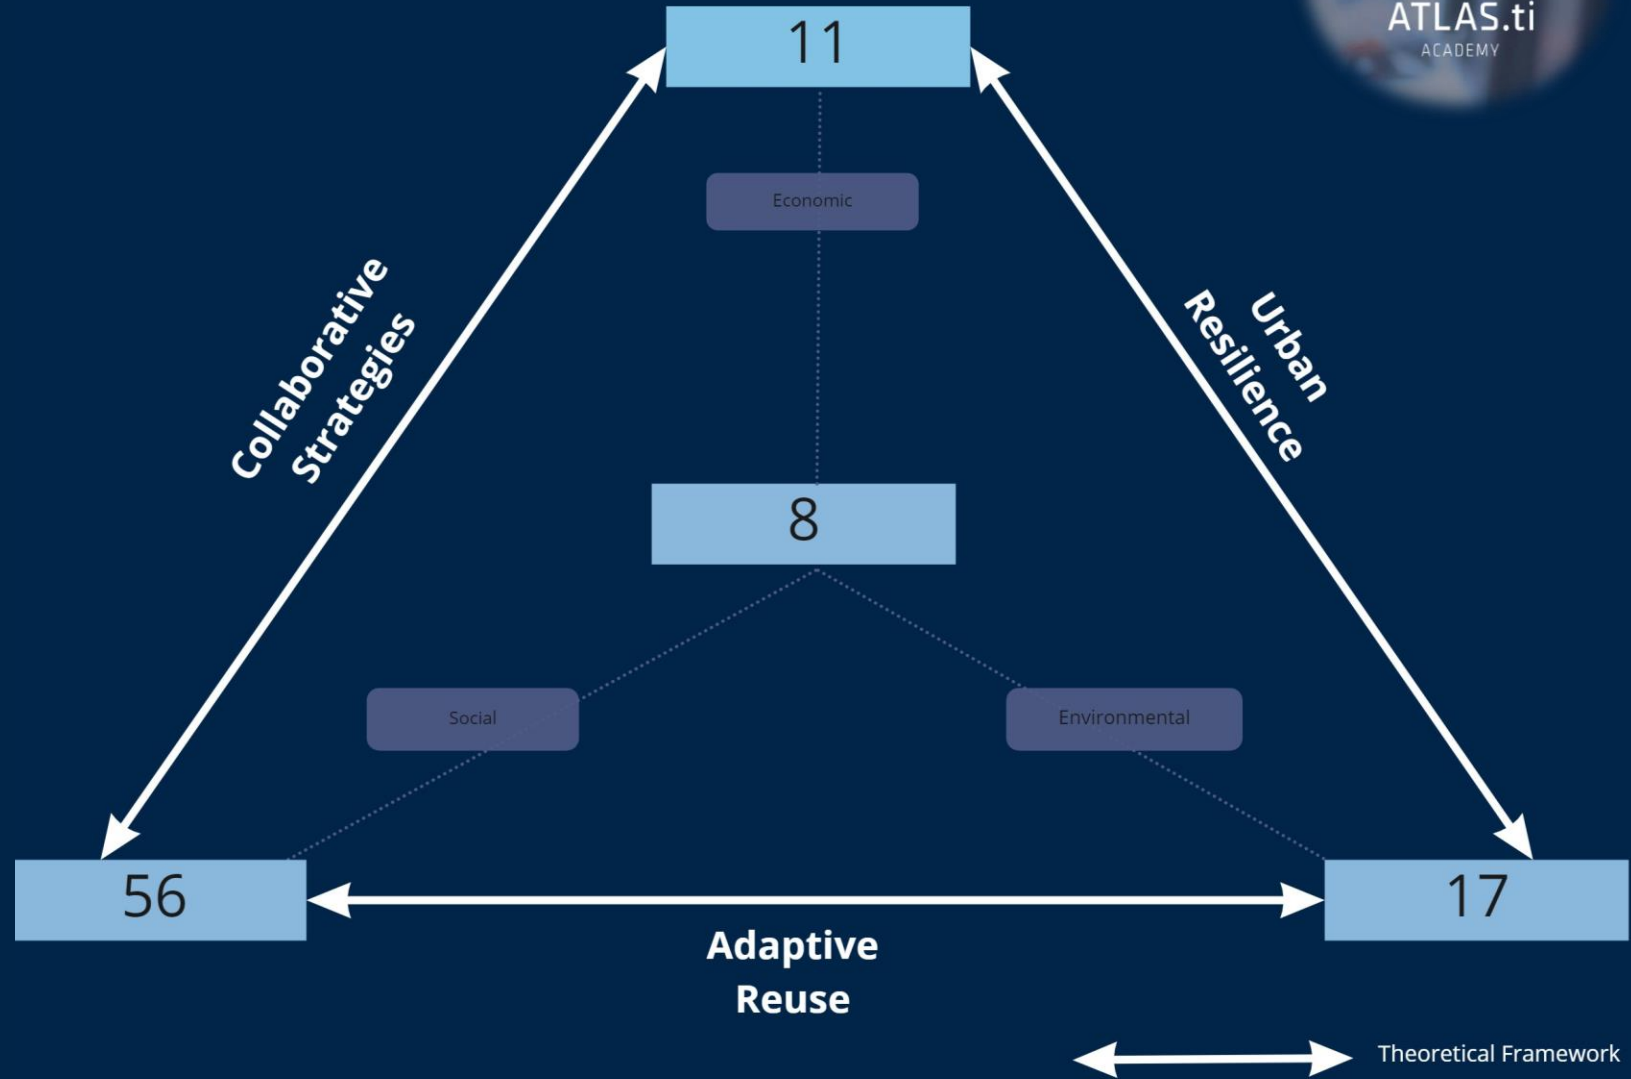 ATLAS.ti
ACADEMY
11
Economic
Collaborative
Strategies
Urban
Resilience
8
Social
Environmental
56
17
Adaptive
Reuse
Theoretical Framework